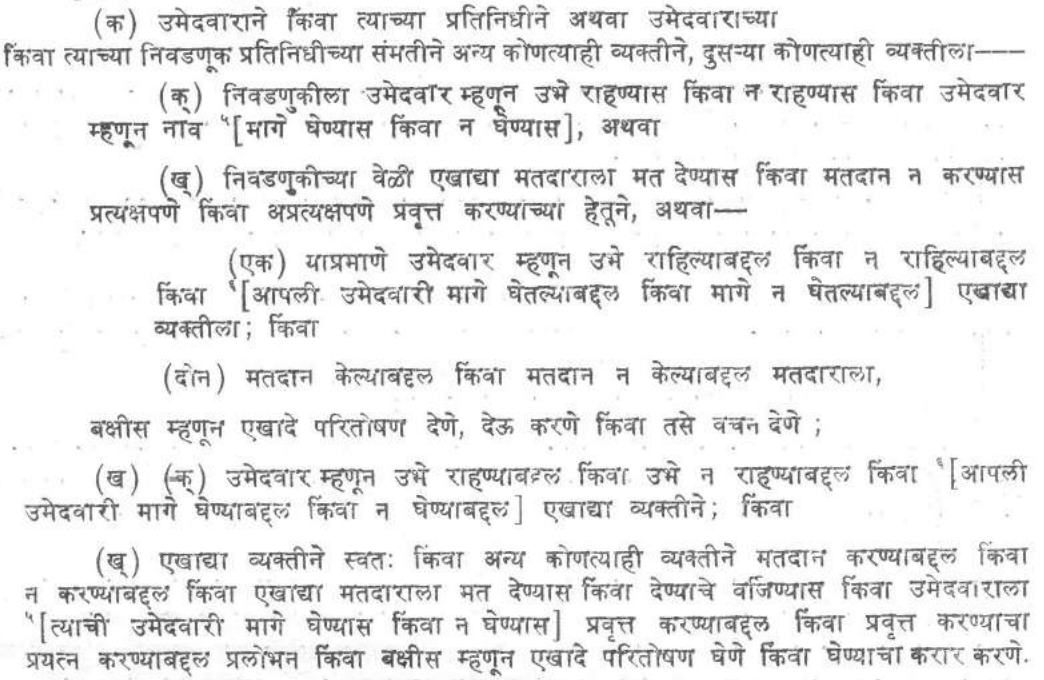 (क) उमेदवाराने किंवा त्याच्या प्रतिनिधीने अथवा उमेदवाराच्या
किंवा त्याच्या निवडणूक प्रतिनिधीच्या संमतीने अन्य कोणत्याही व्यक्तीने, दुसऱ्या कोणत्याही व्यक्तीला——
(क्) निवडणुकीला उमेदवार म्हणून उभे राहण्यास किंवा न राहण्यास किंवा उमेदवार
म्हणून नांव ५[मागे घेण्यास किंवा न घेण्यास], अथवा
(ख्) निवडणुकीच्या वेळी एखाद्या मतदाराला मत देण्यास किंवा मतदान न करण्यास
प्रत्यक्षपणे किंवा अप्रत्यक्षपणे प्रवृत्त करण्याच्या हेतूने, अथवा——
(एक) याप्रमाणे उमेदवार म्हणून उभे राहिल्याबद्दल किंवा न राहिल्याबद्दल
किंवा ६[आपली उमेदवारी मागे घेतल्याबद्दल किंवा मागे न घेतल्याबद्दल] एखाद्या
व्यक्तीला; किंवा
(दोन) मतदान केल्याबद्दल किंवा मतदान न केल्याबद्दल मतदाराला,
बक्षीस म्हणून एखादे परितोषण देणे, देऊ करणे किंवा तसे वचन देणे ;
(ख) (क्) उमेदवार म्हणून उभे राहण्याबद्दल किंवा उभे न राहण्याबद्दल किंवा ६[आपली
उमेदवारी मागे घेण्याबद्दल किंवा न घेण्याबद्दल] एखाद्या व्यक्तीने; किंवा
(ख्) एखाद्या व्यक्तीने स्वतः किंवा अन्य कोणत्याही व्यक्तीने मतदान करण्याबद्दल किंवा
न करण्याबद्दल किंवा एखाद्या मतदाराला मत देण्यास किंवा देण्याचे वर्जिण्यास किंवा उमेदवाराला
५[त्याची उमेदवारी मागे घेण्यास किंवा न घेण्यास] प्रवृत्त करण्याबद्दल किंवा प्रवृत्त करण्याचा
प्रयत्न करण्याबद्दल प्रलोभन किंवा बक्षीस म्हणून एखादे परितोषण घेणे किंवा घेण्याचा करार करणे.